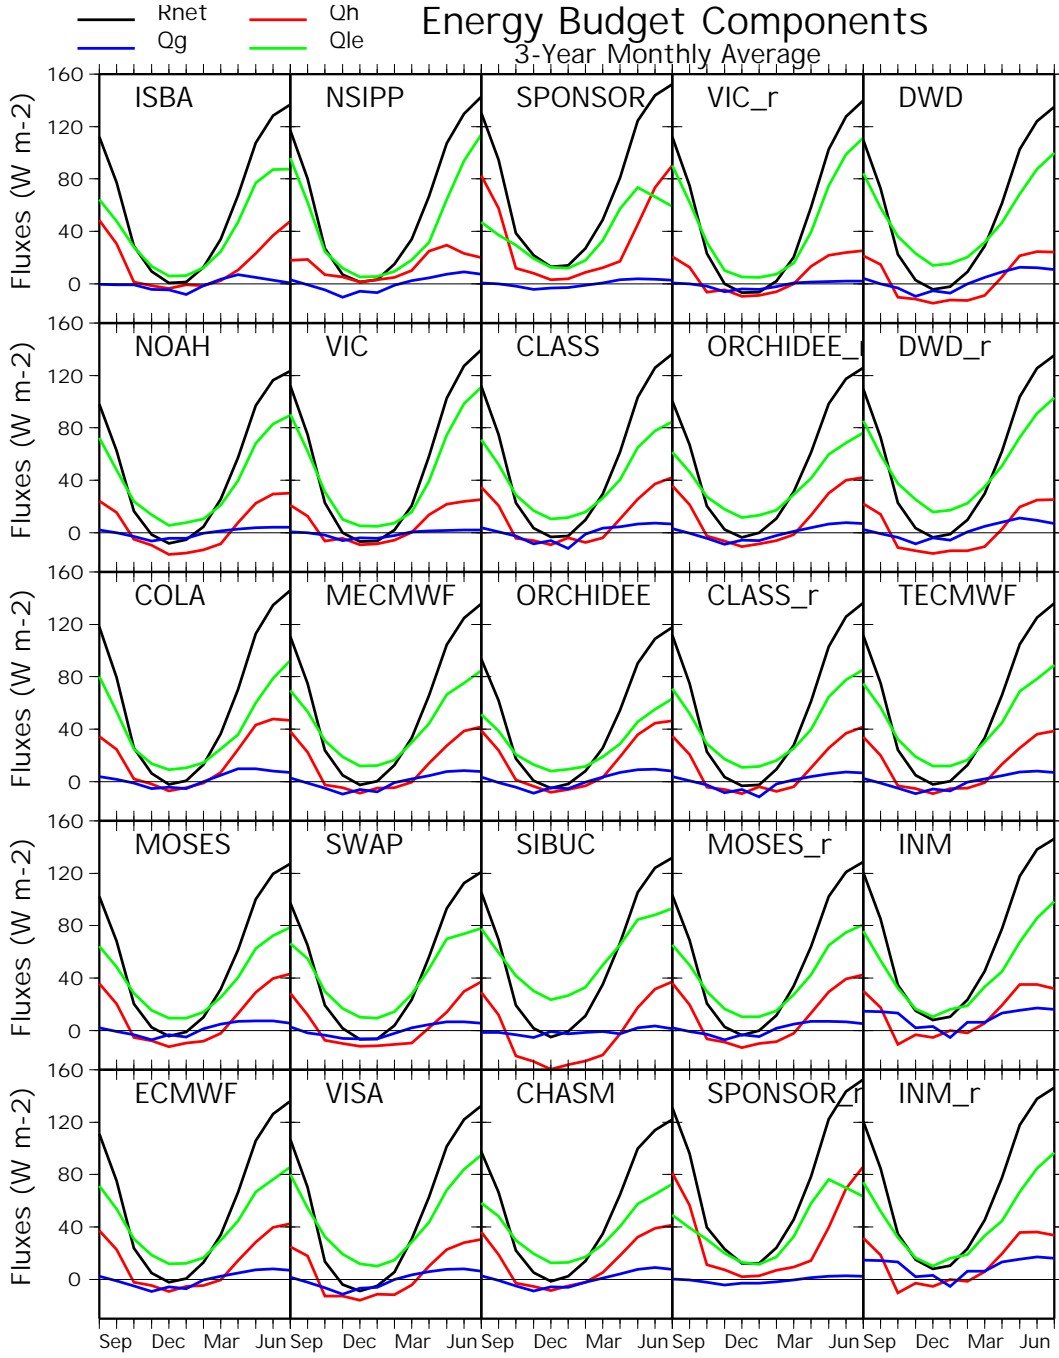 Rnet Qh Energy Budget Components
Qg Qle 3-Year Monthly Average
160
ISBA NSIPP SPONSOR VIC_r DWD
120
80
40
0
Fluxes (W m-2)
160
NOAH VIC CLASS ORCHIDEE_r DWD_r
120
80
40
0
Fluxes (W m-2)
160
COLA MECMWF ORCHIDEE CLASS_r TECMWF
120
80
40
0
Fluxes (W m-2)
160
MOSES SWAP SIBUC MOSES_r INM
120
80
40
0
Fluxes (W m-2)
160
ECMWF VISA CHASM SPONSOR_r INM_r
120
80
40
0
Fluxes (W m-2)
Sep Dec Mar Jun Sep Dec Mar Jun Sep Dec Mar Jun Sep Dec Mar Jun Sep Dec Mar Jun